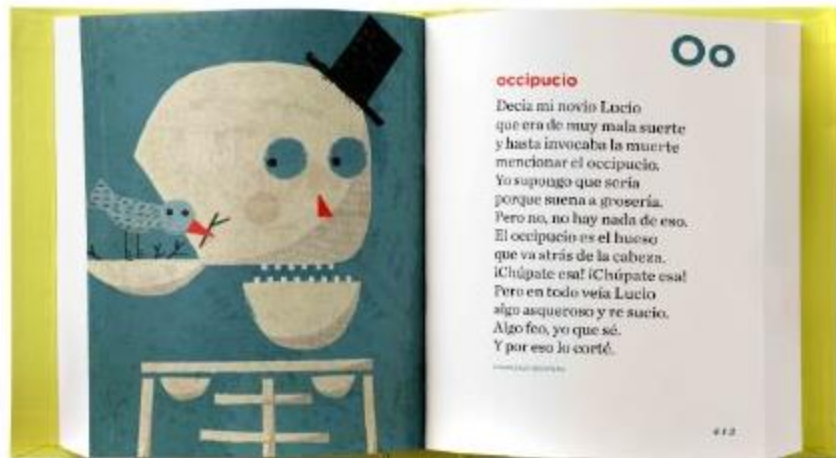 Oo
occipucio
Decía mi novio Lucio
que era de muy mala suerte
y hasta invocaba la muerte
mencionar el occipucio.
Yo supongo que sería
porque suena a grosería.
Pero no, no hay nada de eso.
El occipucio es el hueso
que va atrás de la cabeza.
¡Chúpate esa! ¡Chúpate esa!
Pero en todo veía Lucio
algo asqueroso y re sucio.
Algo feo, yo que sé.
Y por eso lo corté.